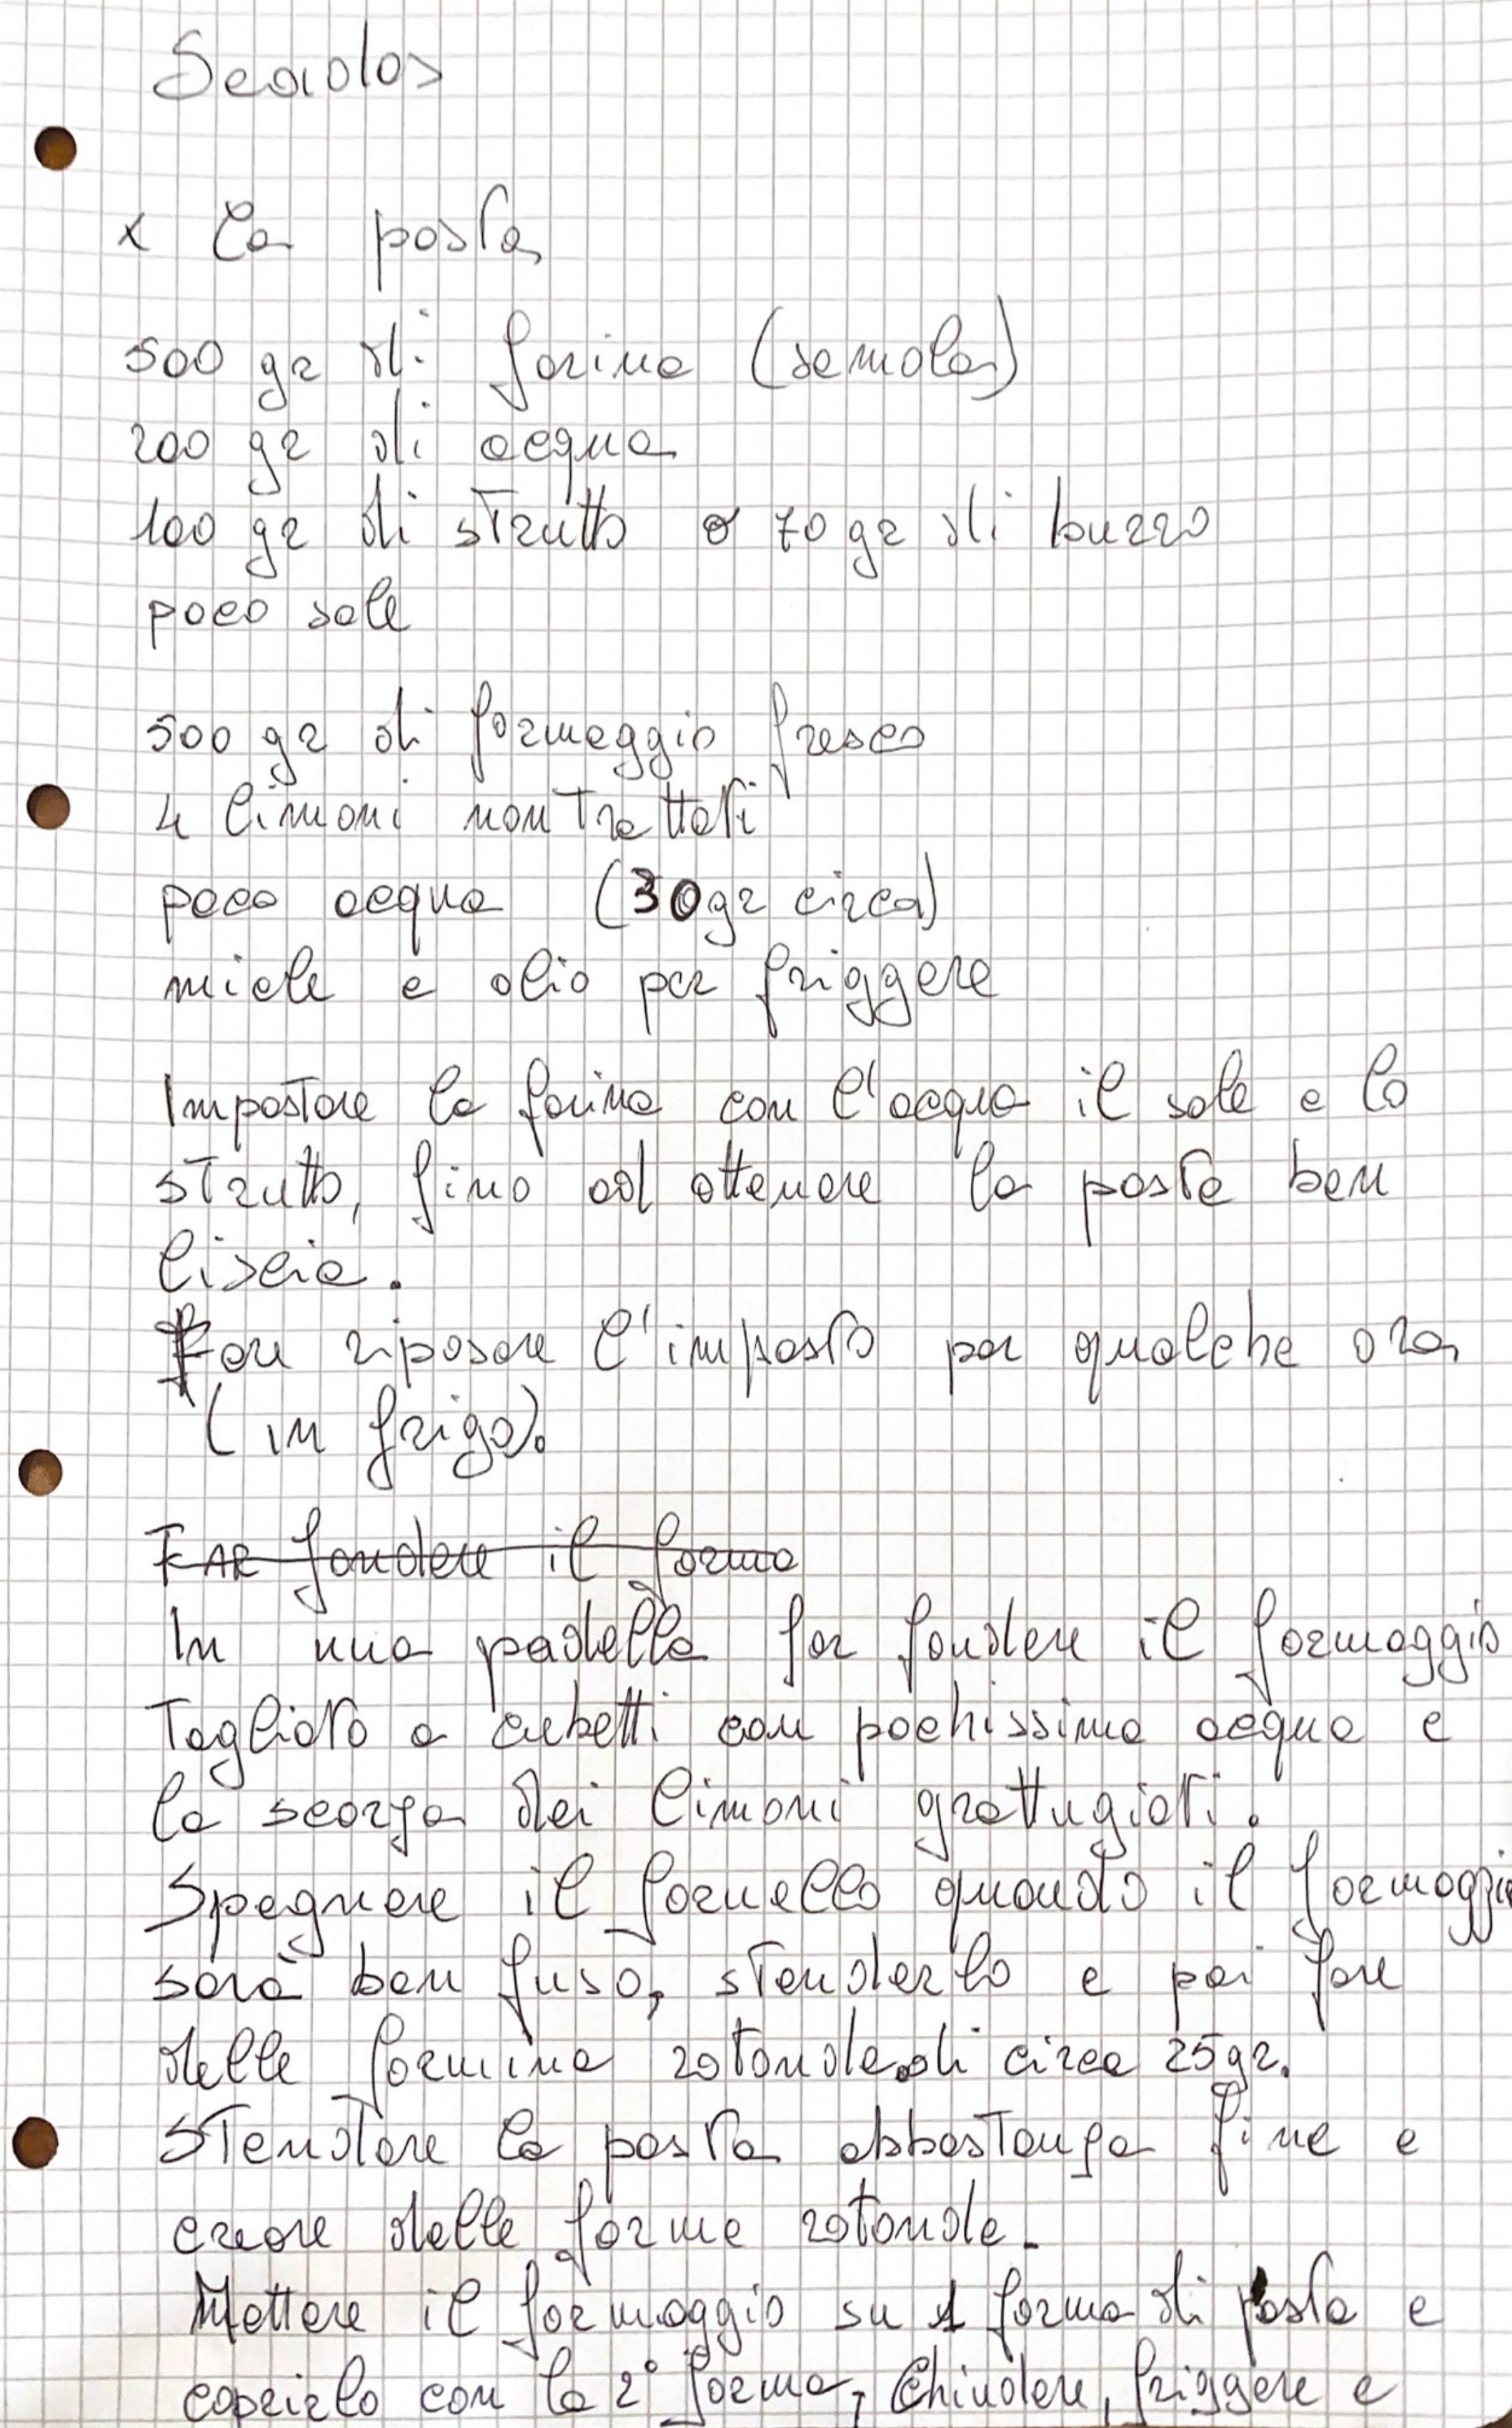 Seadas
x la pasta
500 gr di farina (semola)
200 gr di acqua
100 gr di strutto o 70 gr di burro
poco sale
500 gr di formaggio fresco
4 limoni non trattati
poco acqua (30gr circa)
miele e olio per friggere
Impastare la farina con l'acqua il sale e lo
strutto, fino ad ottenere la pasta ben
liscia.
Fare riposare l'impasto per qualche ora
(in frigo).
FAR fondere il forma
In una padella far fondere il formaggio
Tagliato a cubetti con pochissima acqua e
la scorza dei limoni grattugiati.
Spegnere il fornello quando il formaggio
sarà ben fuso, stenderlo e poi fare
delle formine rotonde di circa 25gr.
Stendere la pasta abbastanza fine e
creare delle forme rotonde.
Mettere il formaggio su 1 forma di pasta e
coprirlo con la 2° forma, Chiudere, friggere e